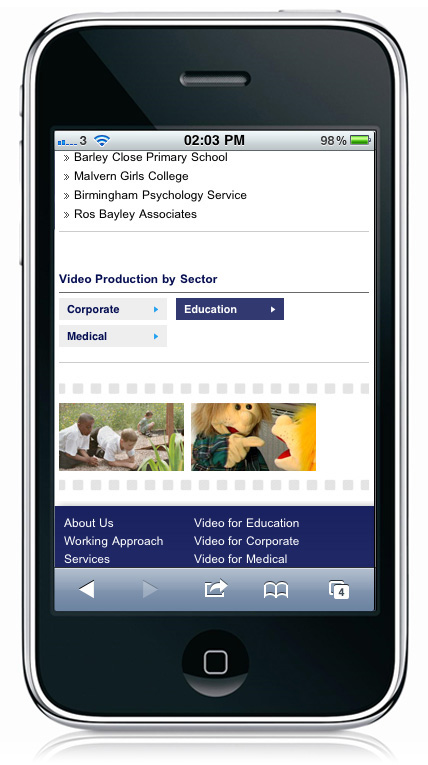 3 02:03 PM 98%
» Barley Close Primary School
» Malvern Girls College
» Birmingham Psychology Service
» Ros Bayley Associates
Video Production by Sector
Corporate Education
Medical
About Us Video for Education
Working Approach Video for Corporate
Services Video for Medical
4